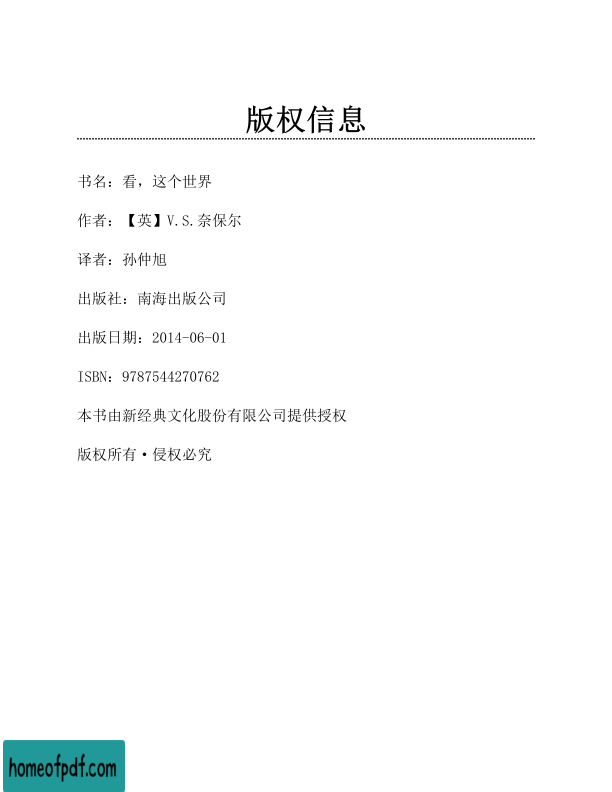 版权信息
书名：看，这个世界
作者：【英】V.S.奈保尔
译者：孙仲旭
出版社：南海出版公司
出版日期：2014-06-01
ISBN：9787544270762
本书由新经典文化股份有限公司提供授权
版权所有·侵权必究
homeofpdf.com